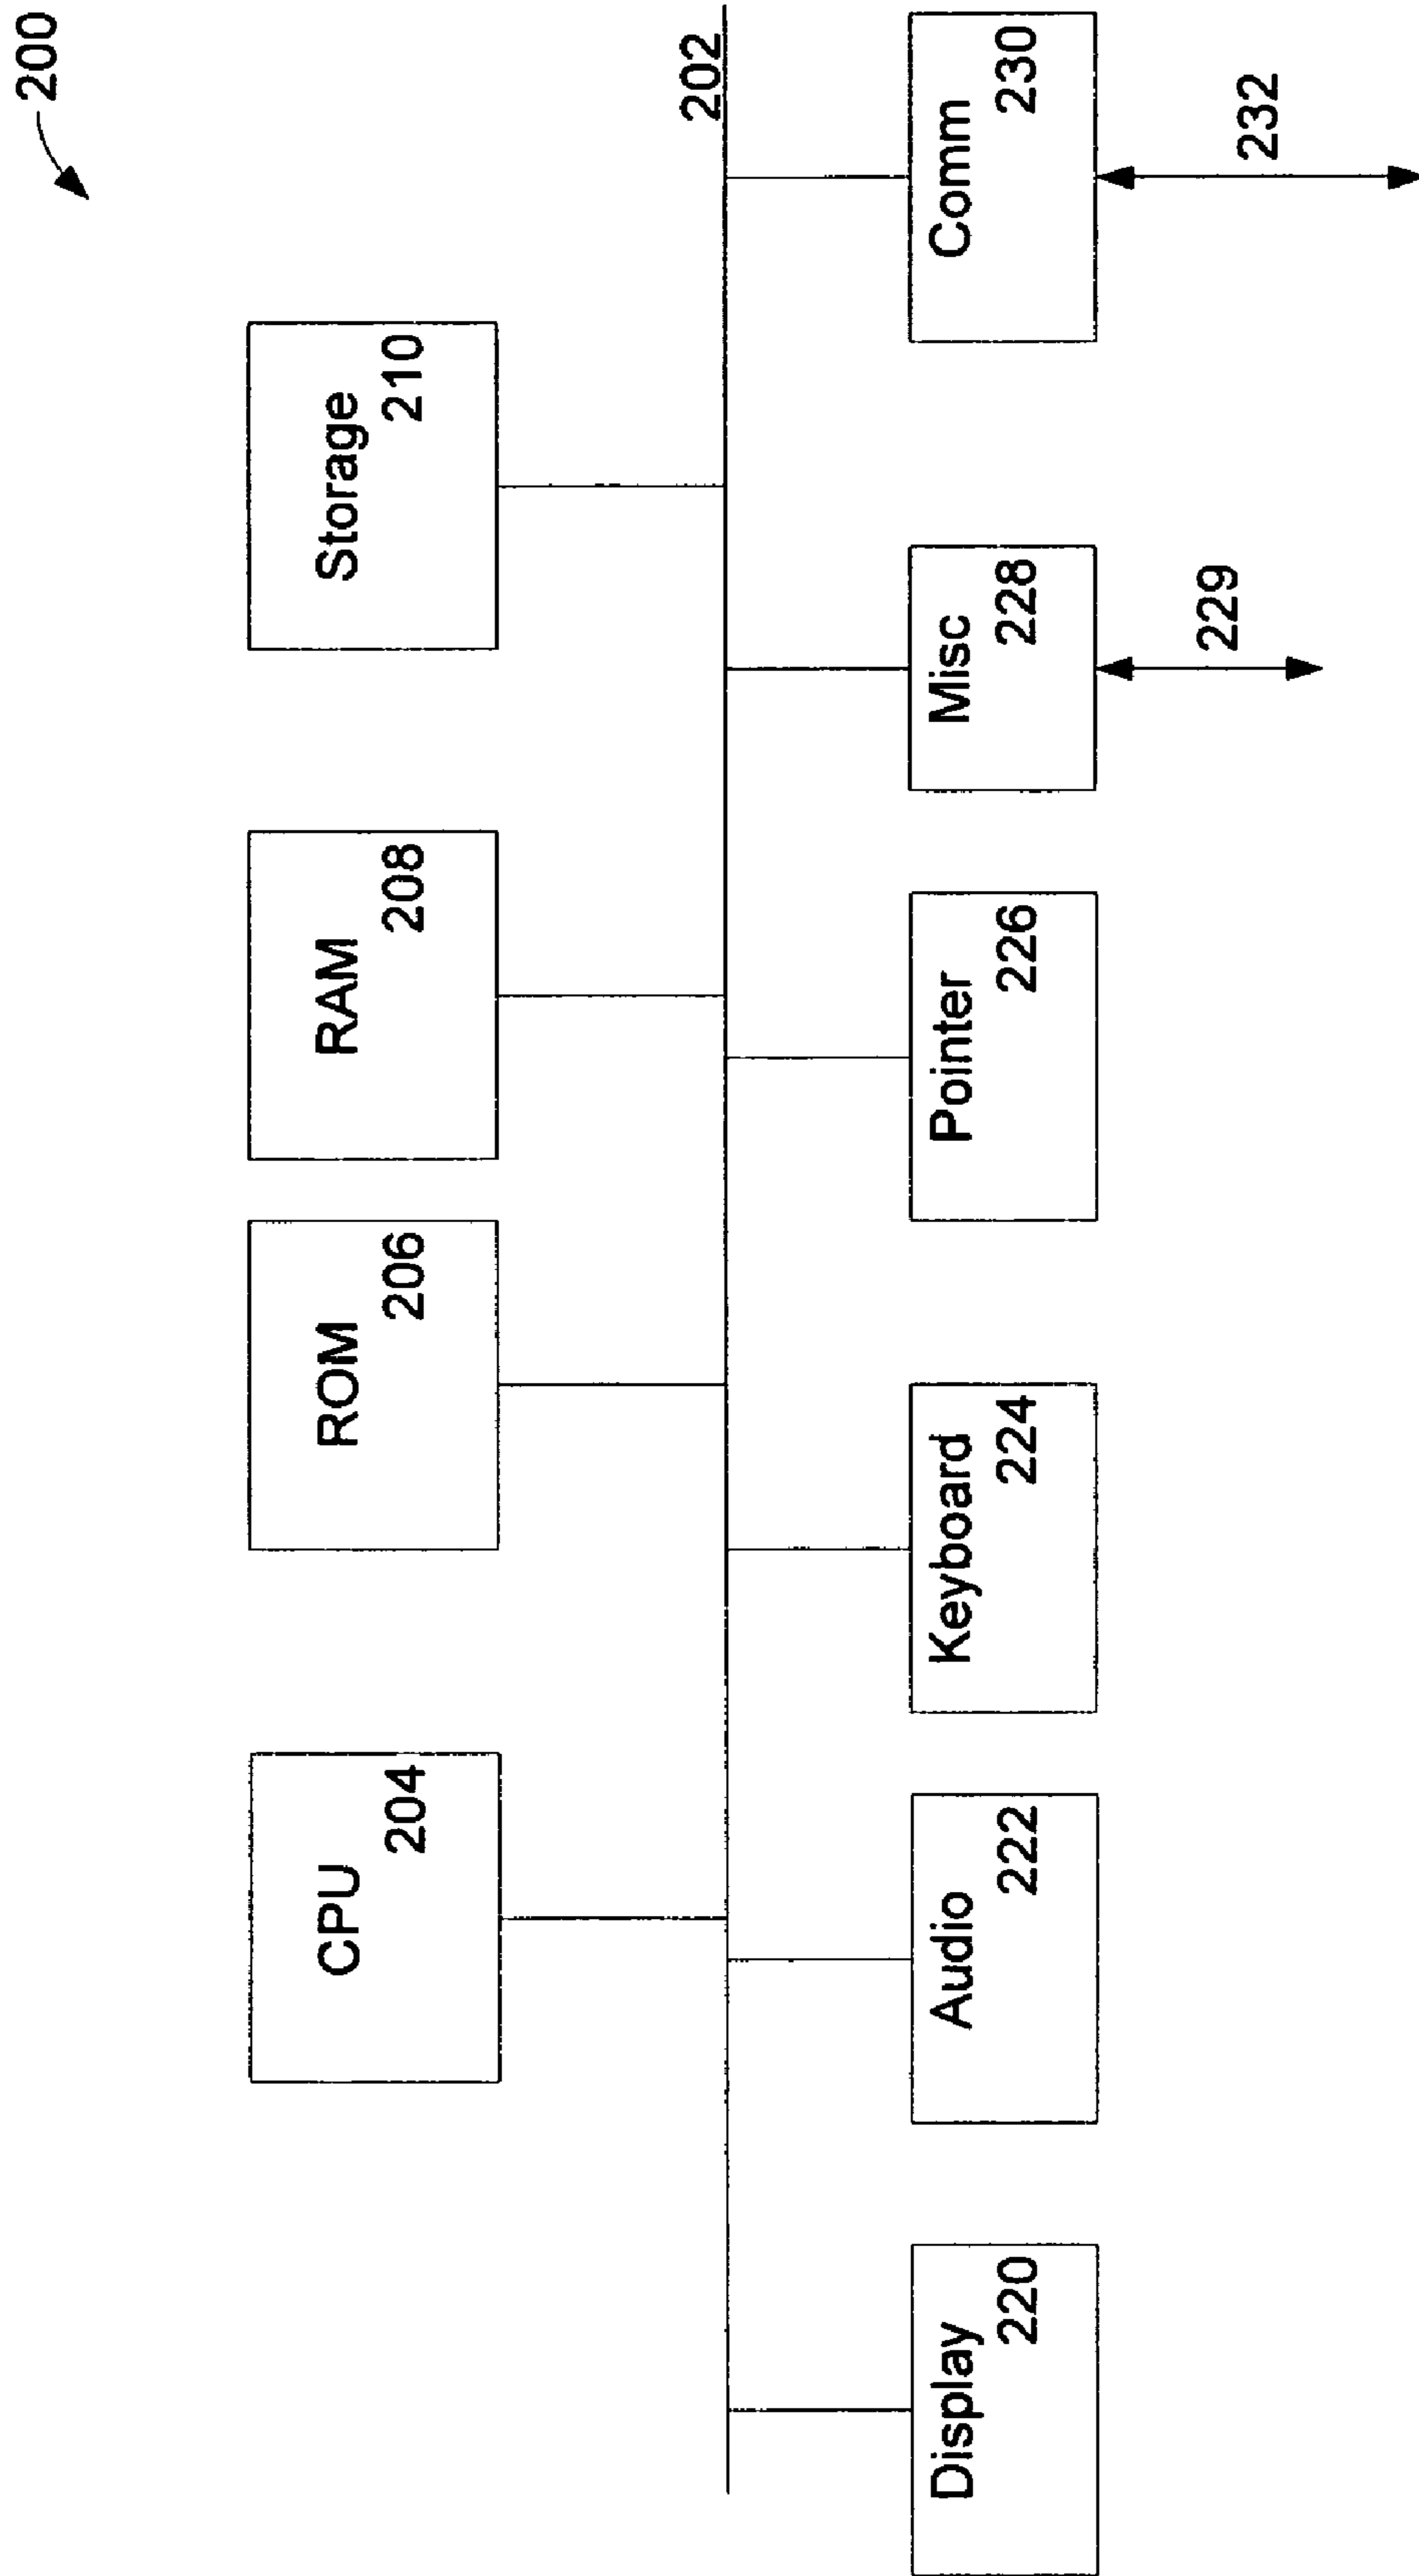 200
CPU
204
ROM
206
RAM
208
Storage
210
202
Display
220
Audio
222
Keyboard
224
Pointer
226
Misc
228
Comm
230
229
232